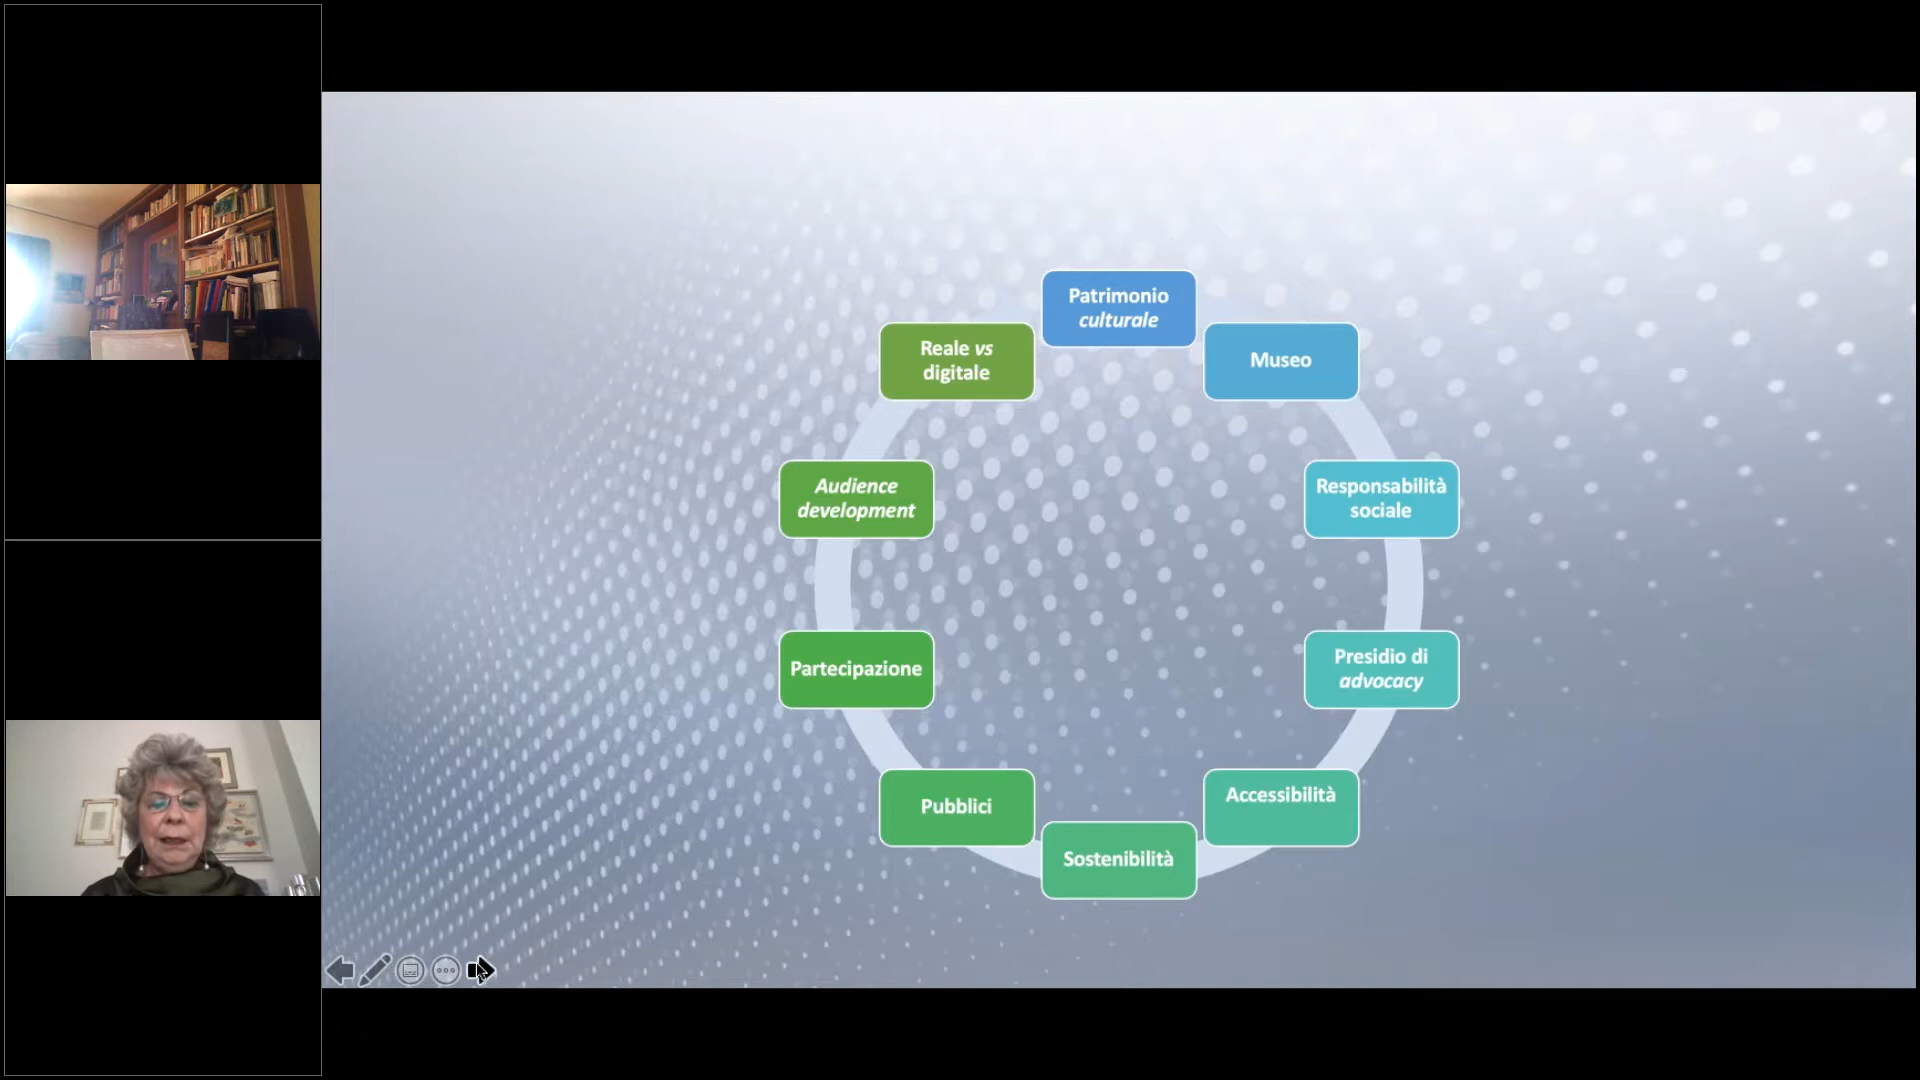 Patrimonio
culturale
Museo
Responsabilità
sociale
Presidio di
advocacy
Accessibilità
Sostenibilità
Pubblici
Partecipazione
Audience
development
Reale vs
digitale